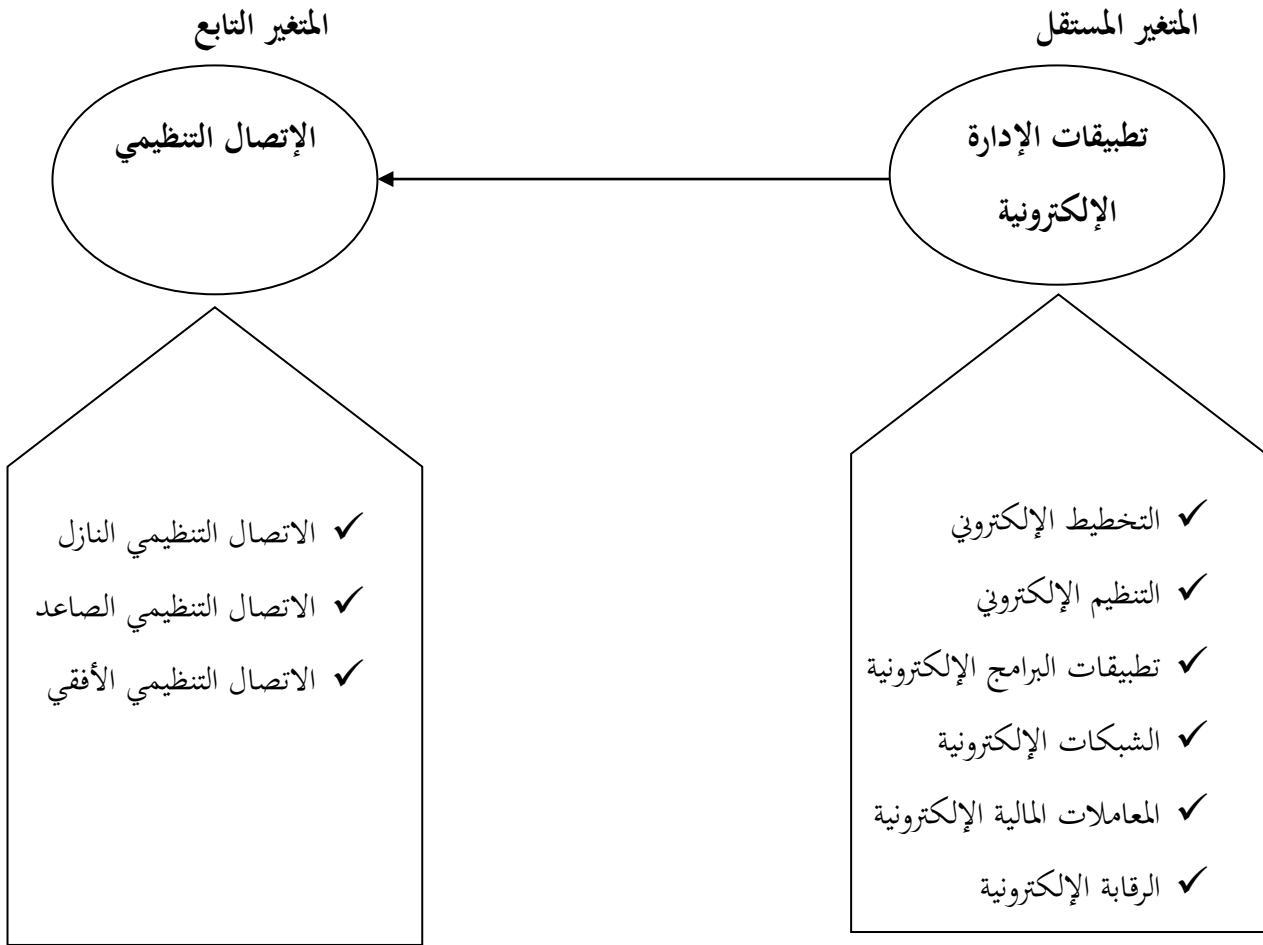 المتغير المستقل
تطبيقات الإدارة
الإلكترونية
التخطيط الإلكتروني
التنظيم الإلكتروني
تطبيقات البرامج الإلكترونية
الشبكات الإلكترونية
المعاملات المالية الإلكترونية
الرقابة الإلكترونية
المتغير التابع
الإتصال التنظيمي
الاتصال التنظيمي النازل
الاتصال التنظيمي الصاعد
الاتصال التنظيمي الأفقي